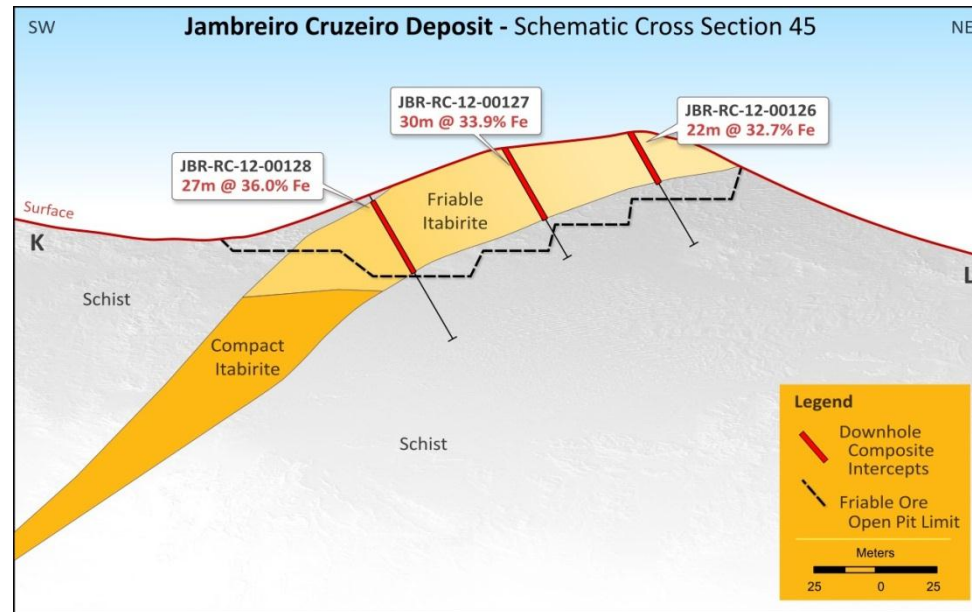 SW
Jambreiro Cruzeiro Deposit - Schematic Cross Section 45
NE
JBR-RC-12-00127
30m @ 33.9% Fe
JBR-RC-12-00126
22m @ 32.7% Fe
JBR-RC-12-00128
27m @ 36.0% Fe
Surface
K
Friable
Itabirite
L
Schist
Compact
Itabirite
Schist
Legend
Downhole
Composite
Intercepts
Friable Ore
Open Pit Limit
Meters
25 0 25